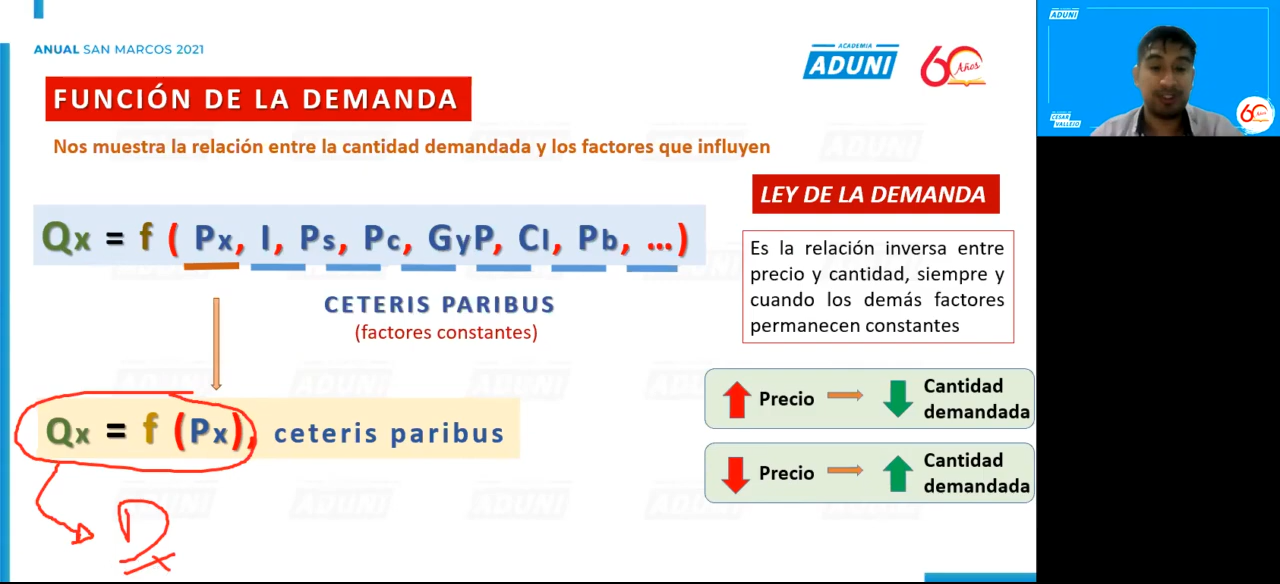 ANUAL SAN MARCOS 2021
ACADEMIA
ADUNI
60 Años
FUNCIÓN DE LA DEMANDA
Nos muestra la relación entre la cantidad demandada y los factores que influyen
Qx = f ( Px, I, Ps, Pc, GyP, CI, Pb, ...)
CETERIS PARIBUS
(factores constantes)
Qx = f (Px), ceteris paribus
Dx
LEY DE LA DEMANDA
Es la relación inversa entre
precio y cantidad, siempre y
cuando los demás factores
permanecen constantes
Precio
Cantidad
demandada
Precio
Cantidad
demandada
ADUNI
CÉSAR
VALLEJO
60